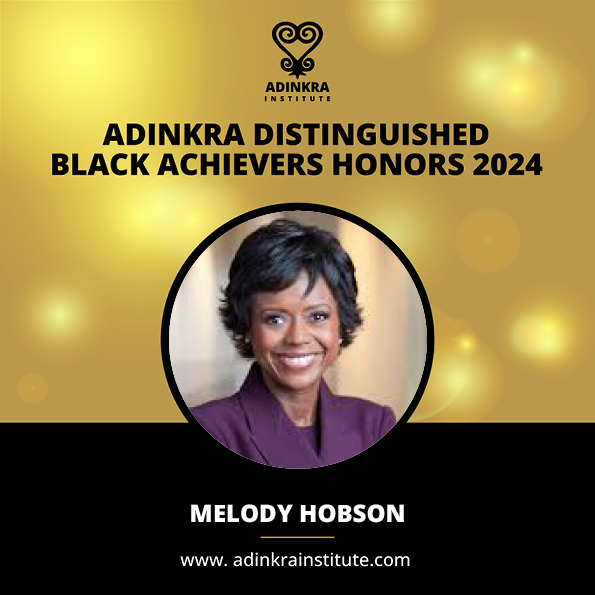 ADINKRA
INSTITUTE
ADINKRA DISTINGUISHED
BLACK ACHIEVERS HONORS 2024
MELODY HOBSON
www. adinkrainstitute.com